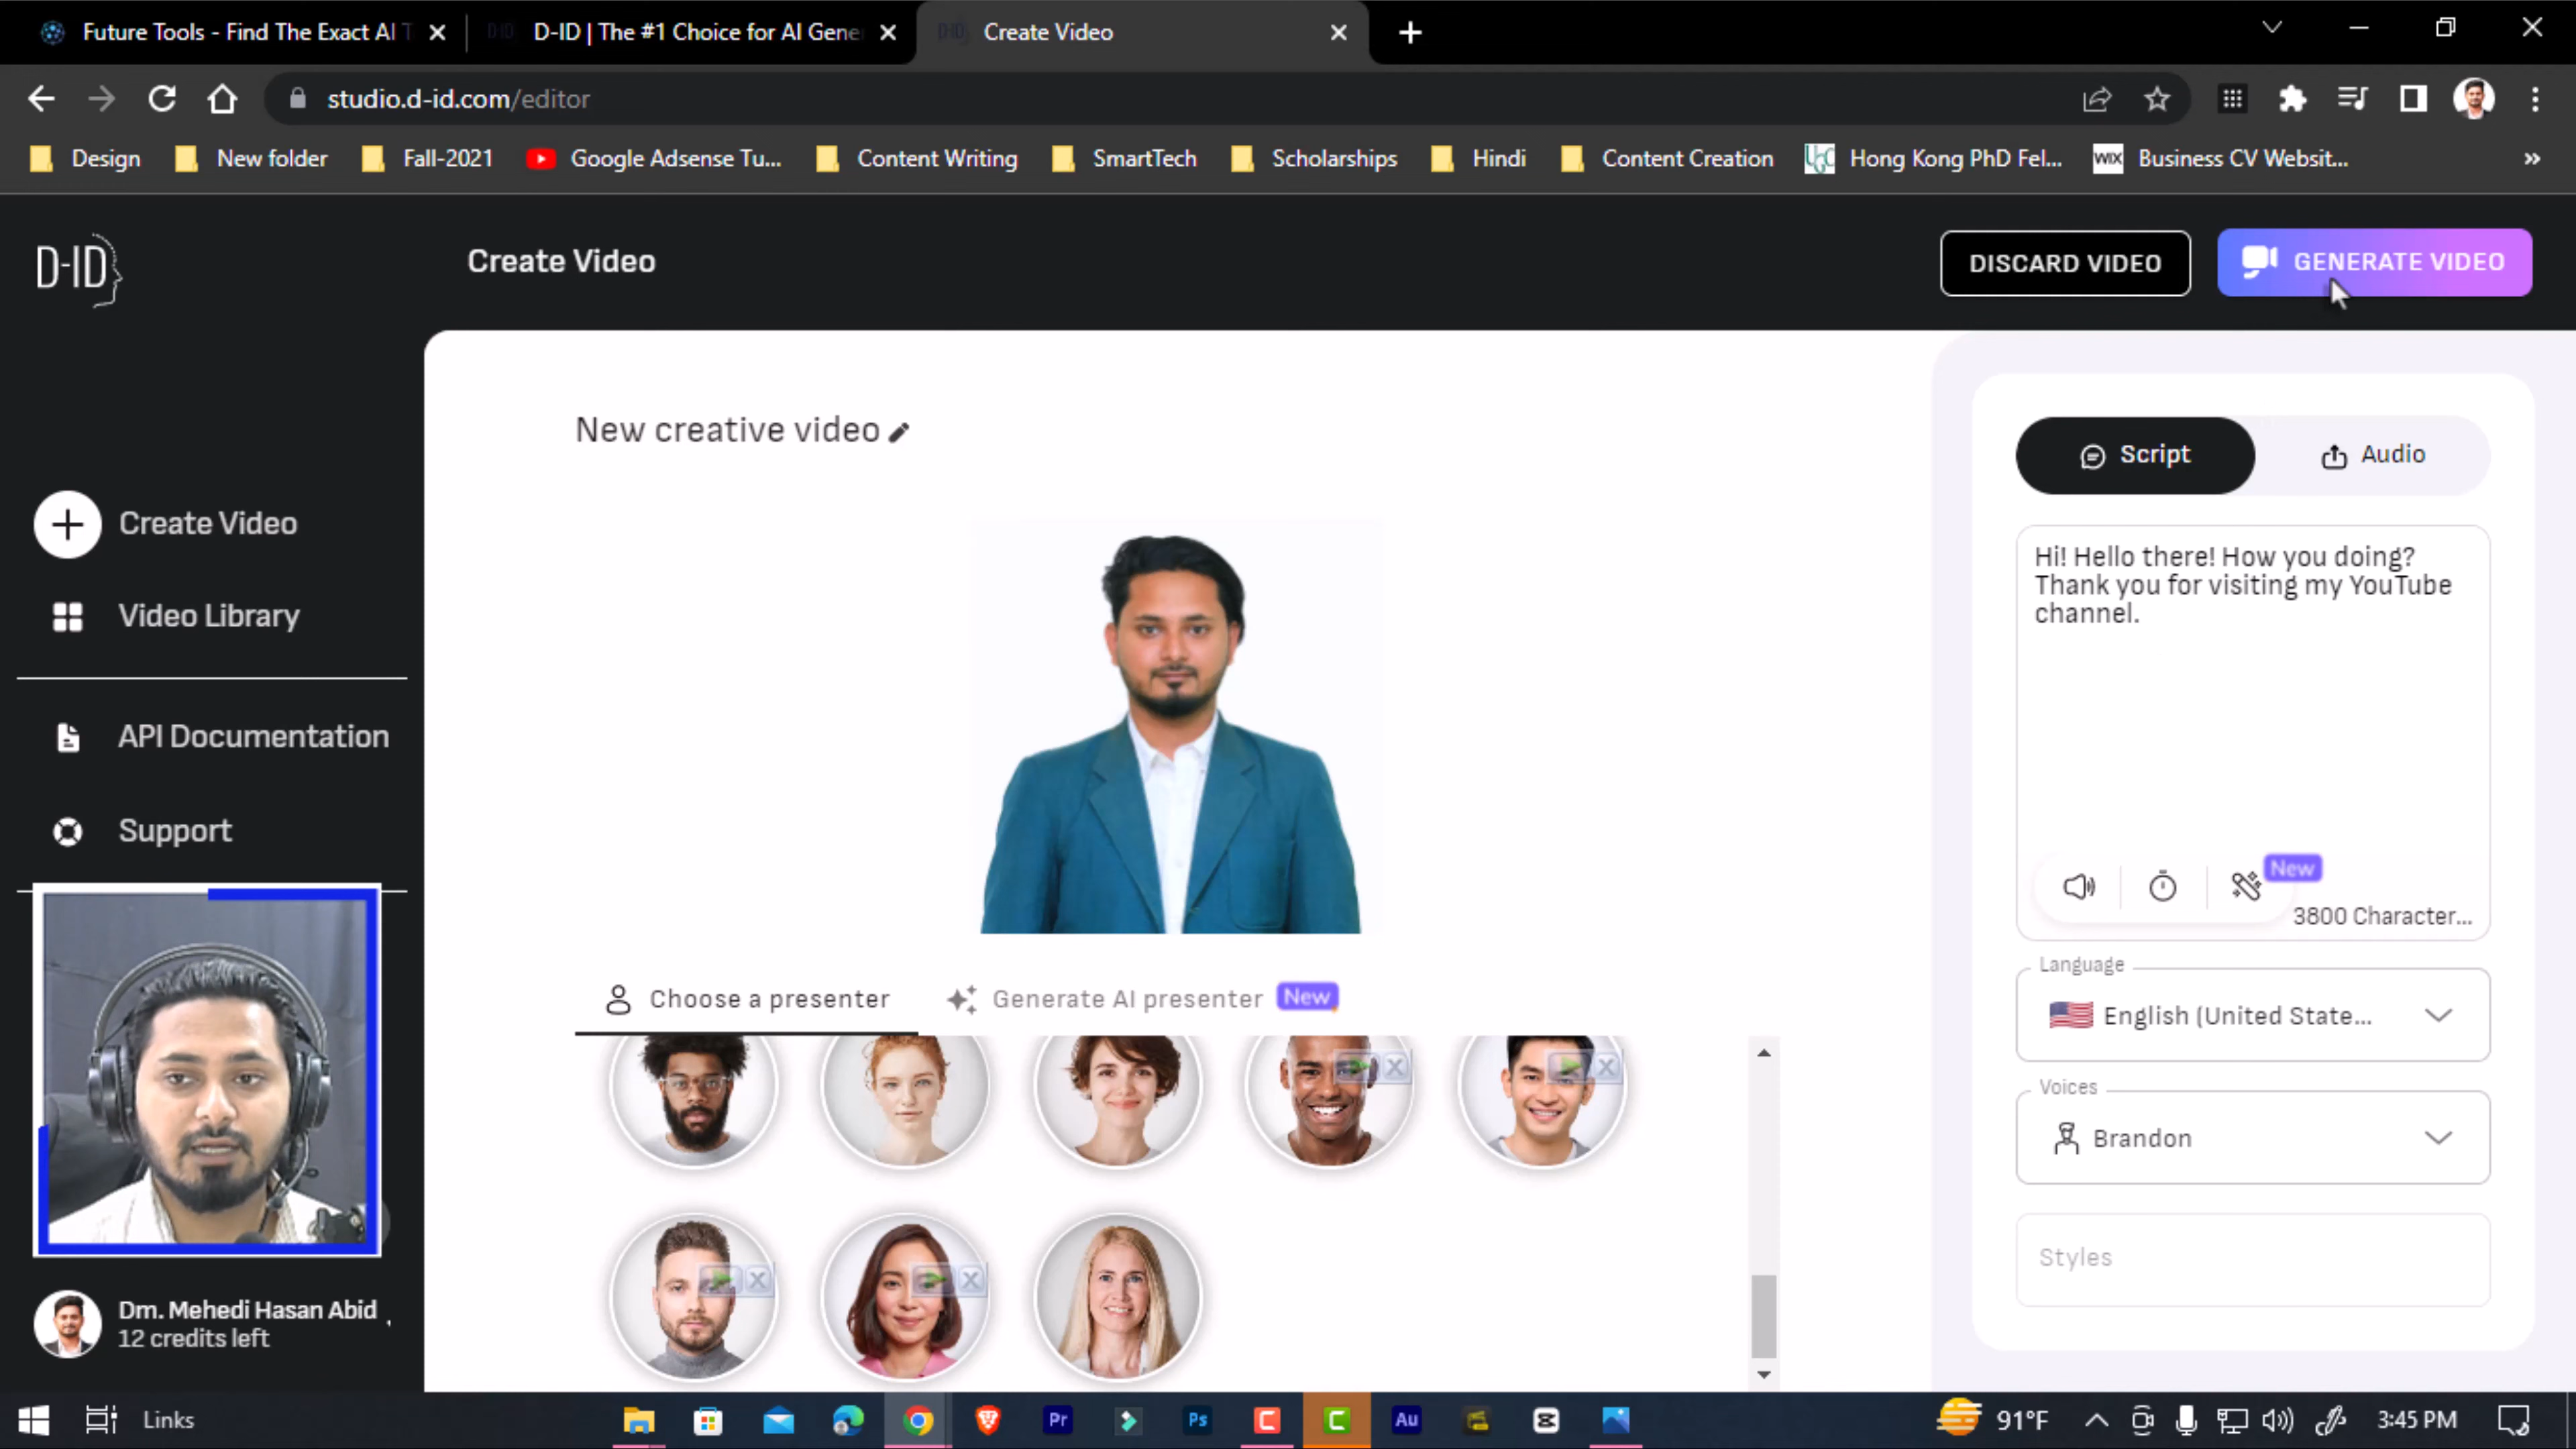 Future Tools - Find The Exact AI T
D-ID | The #1 Choice for AI Gene
Create Video
studio.d-id.com/editor
Design
New folder
Fall-2021
Google Adsense Tu...
Content Writing
SmartTech
Scholarships
Hindi
Content Creation
Hong Kong PhD Fel...
WIX
Business CV Websit...
D-ID
Create Video
DISCARD VIDEO
GENERATE VIDEO
New creative video
Script
Audio
Hi! Hello there! How you doing?
Thank you for visiting my YouTube
channel.
Create Video
Video Library
API Documentation
Support
New
3800 Character...
Language
English (United State...
Choose a presenter
Generate AI presenter
New
Voices
Brandon
Styles
Dm. Mehedi Hasan Abid
12 credits left
Links
Pr
Ps
Au
91°F
3:45 PM